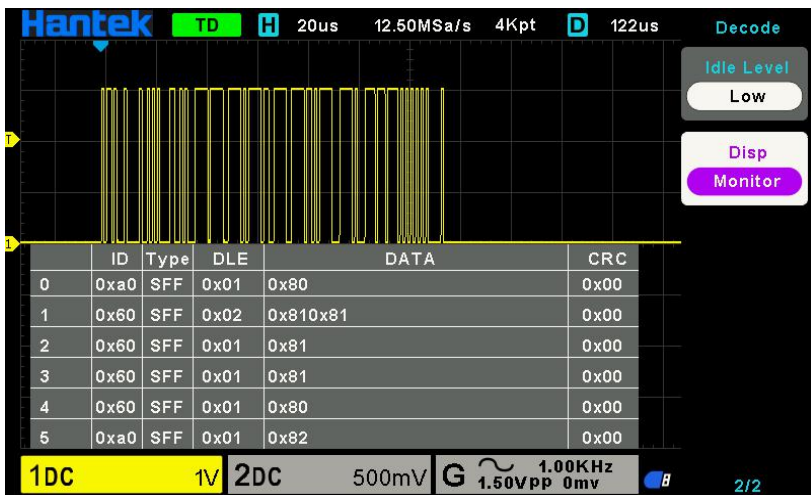 Hantek TD H 20us 12.50MSa/s 4Kpt D 122us Decode
Idle Level
Low
T
Disp
Monitor
1
ID Type DLE DATA CRC
0 0xa0 SFF 0x01 0x80 0x00
1 0x60 SFF 0x02 0x810x81 0x00
2 0x60 SFF 0x01 0x81 0x00
3 0x60 SFF 0x01 0x81 0x00
4 0x60 SFF 0x01 0x80 0x00
5 0xa0 SFF 0x01 0x82 0x00
1DC 1V 2DC 500mV G 1.00KHz
1.50Vpp 0mv
2/2